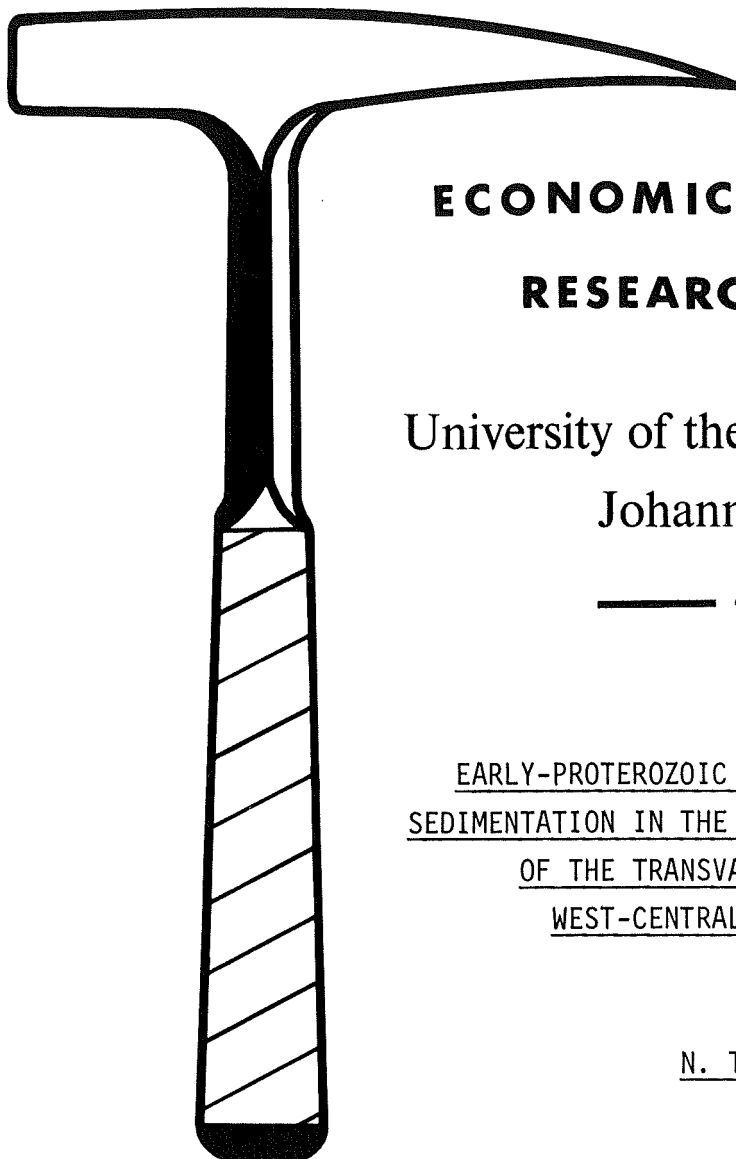 ECONOMIC
RESEARC
University of the
Johann
EARLY-PROTEROZOIC
SEDIMENTATION IN THE
OF THE TRANSVA
WEST-CENTRAL
N. T